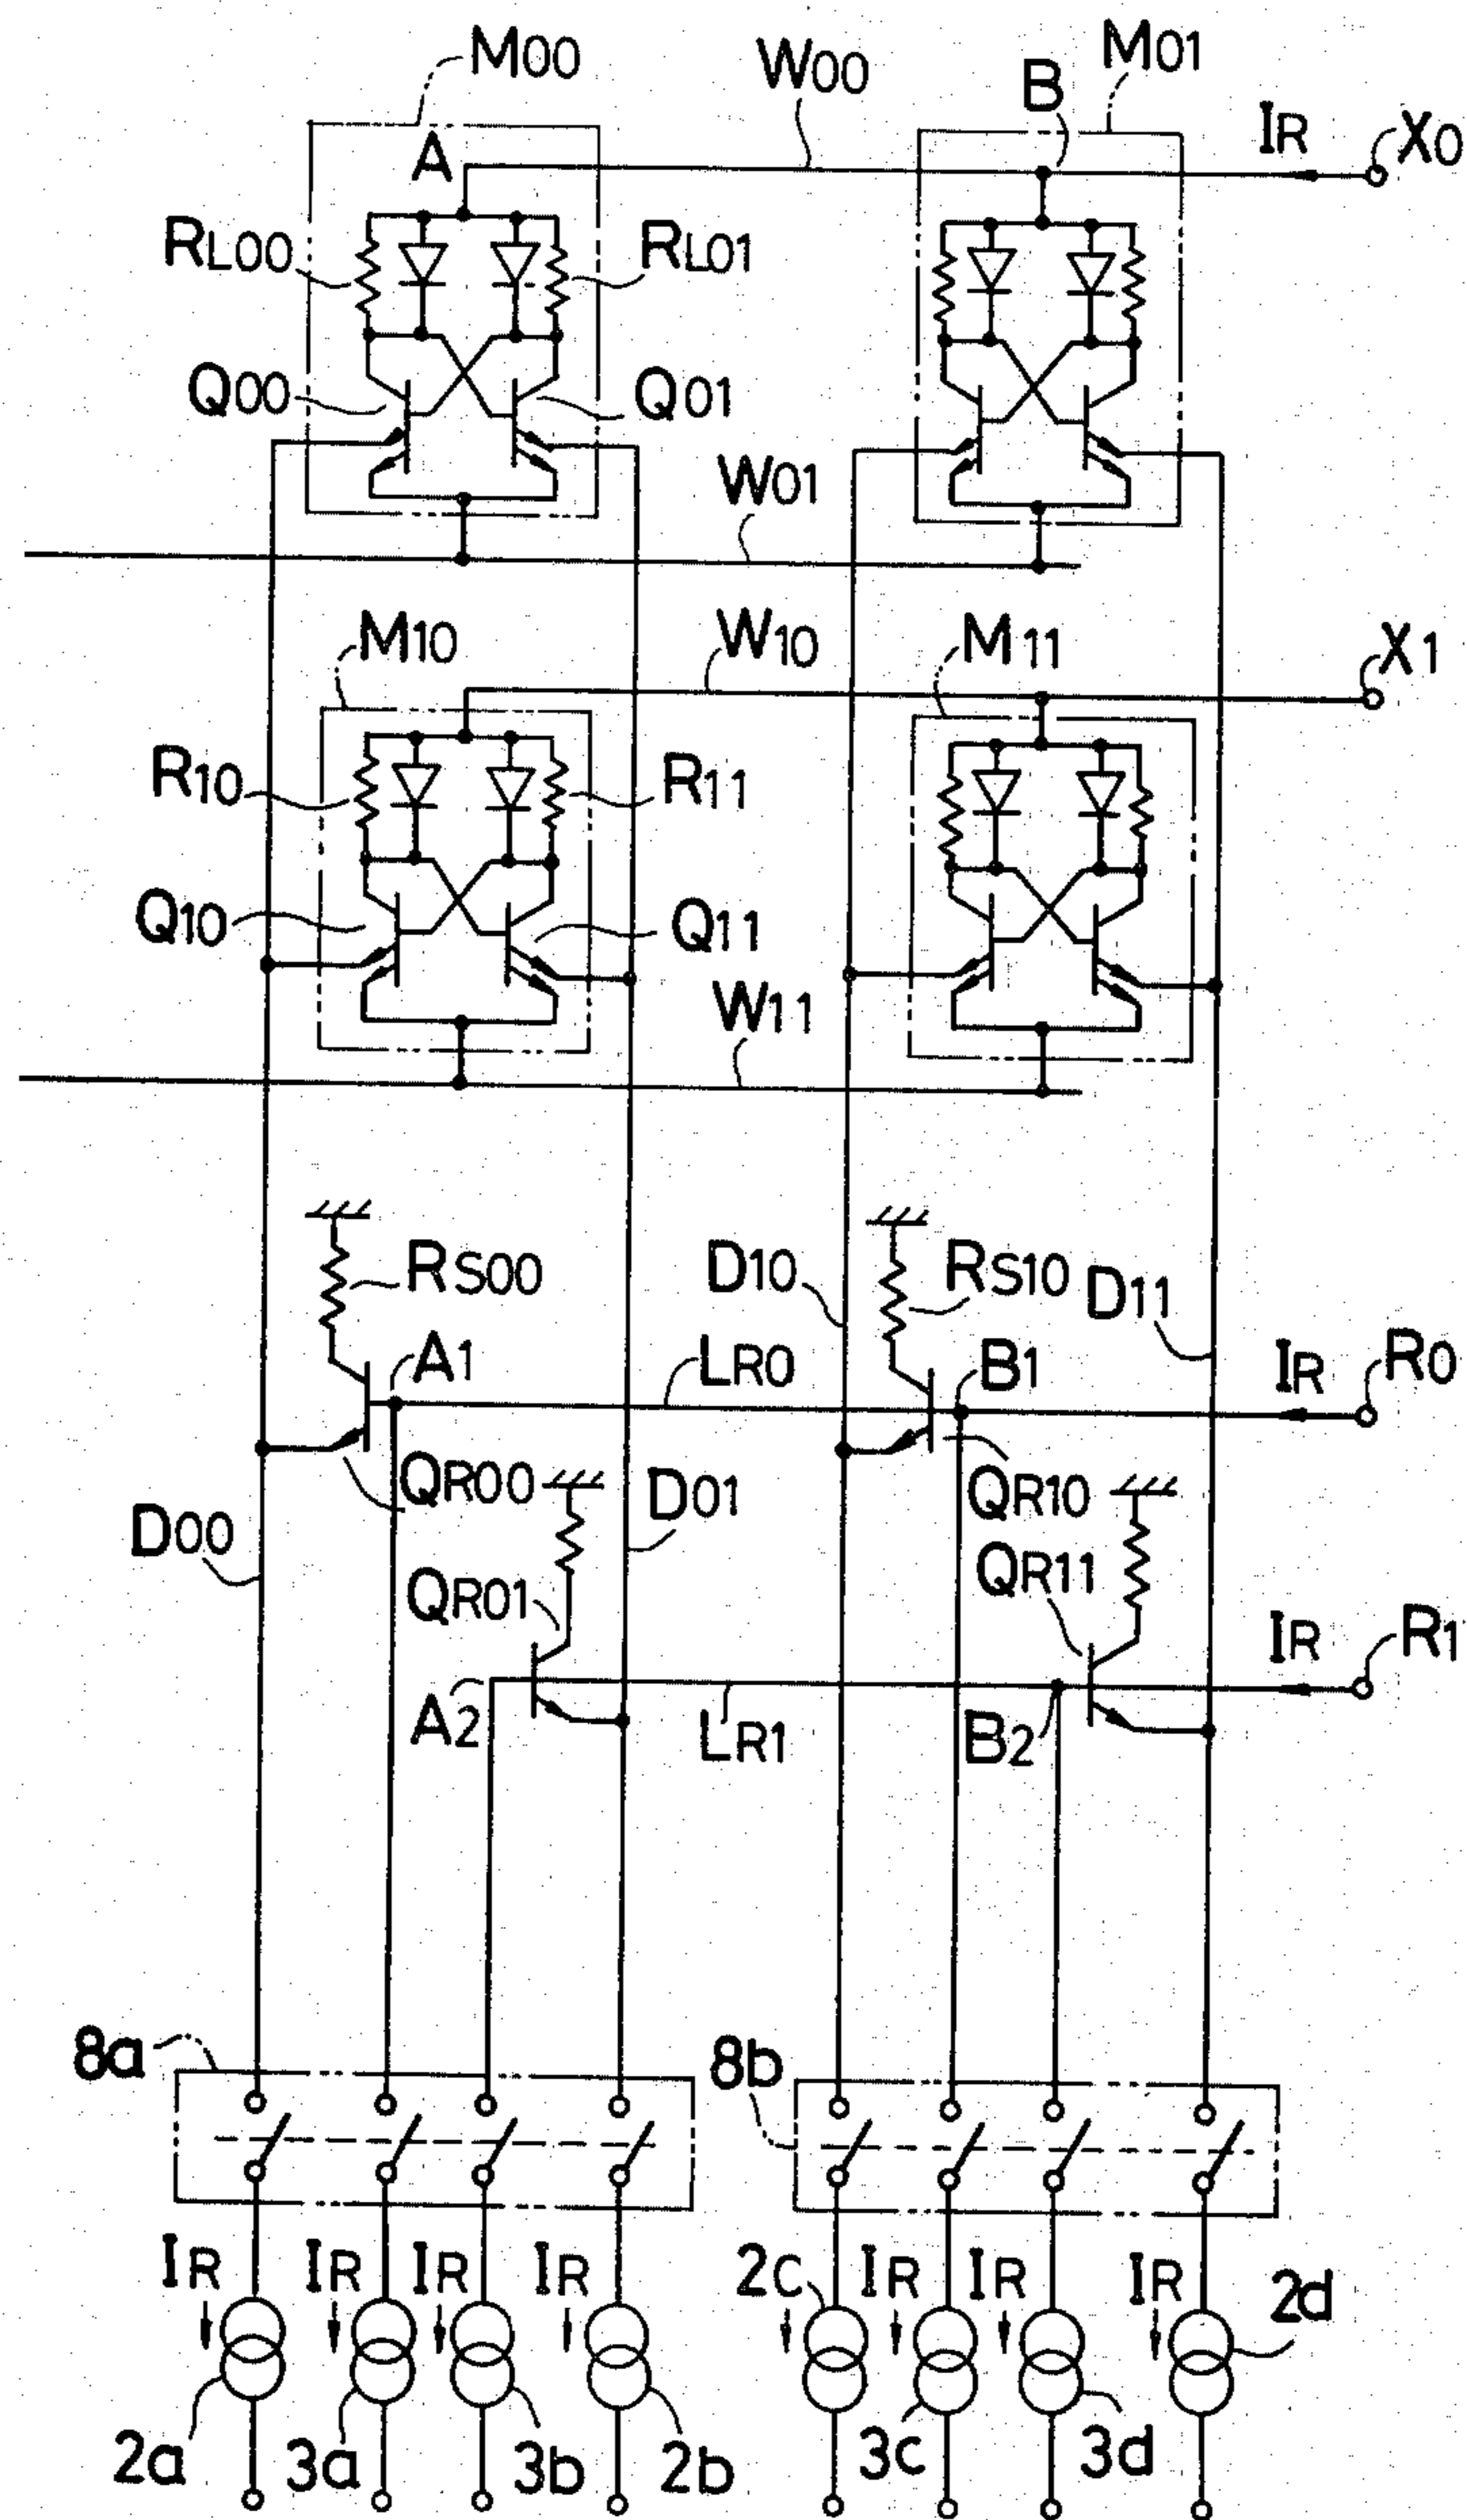 M00
W00
B
M01
IR
X0
A
RL00
RL01
Q00
Q01
W01
M10
W10
M11
X1
R10
R11
Q10
Q11
W11
RS00
D10
RS10
D11
A1
LR0
B1
IR
R0
QR00
D01
QR10
D00
QR01
QR11
IR
R1
A2
LR1
B2
8a
8b
IR
IR
IR
IR
2c
IR
IR
IR
2d
2a
3a
3b
2b
3c
3d